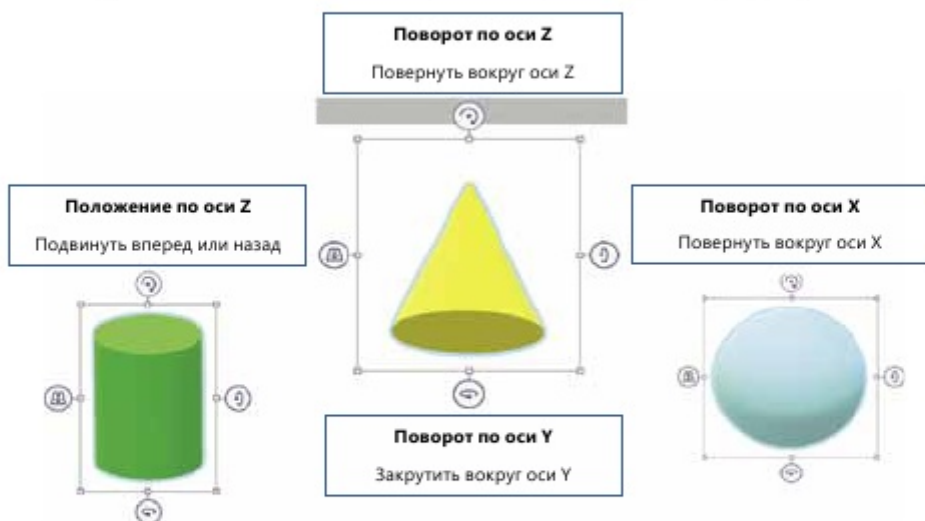 Поворот по оси Z
Повернуть вокруг оси Z
Положение по оси Z
Подвинуть вперед или назад
Поворот по оси X
Повернуть вокруг оси X
Поворот по оси Y
Закрутить вокруг оси Y